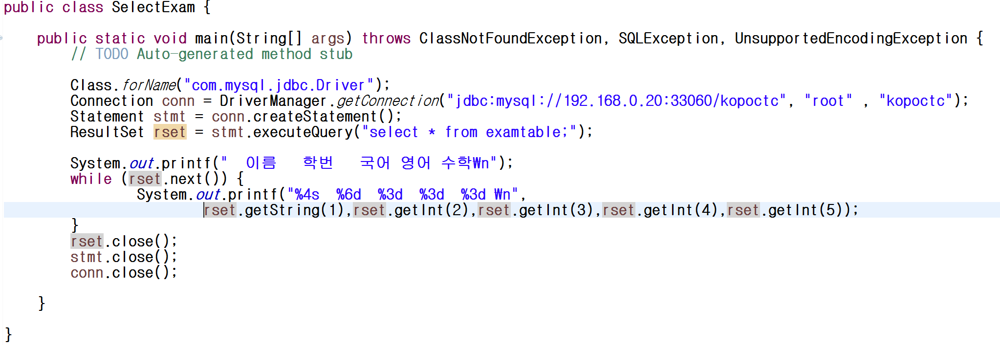 public class SelectExam {
public static void main(String[] args) throws ClassNotFoundException, SQLException, UnsupportedEncodingException {
// TODO Auto-generated method stub
Class.forName("com.mysql.jdbc.Driver");
Connection conn = DriverManager.getConnection("jdbc:mysql://192.168.0.20:33060/kopoctc", "root" , "kopoctc");
Statement stmt = conn.createStatement();
ResultSet rset = stmt.executeQuery("select * from examtable;");
System.out.printf("  이름   학번   국어 영어 수학₩n");
while (rset.next()) {
System.out.printf("%4s  %6d  %3d  %3d  %3d ₩n",
rset.getString(1),rset.getInt(2),rset.getInt(3),rset.getInt(4),rset.getInt(5));
}
rset.close();
stmt.close();
conn.close();
}
}